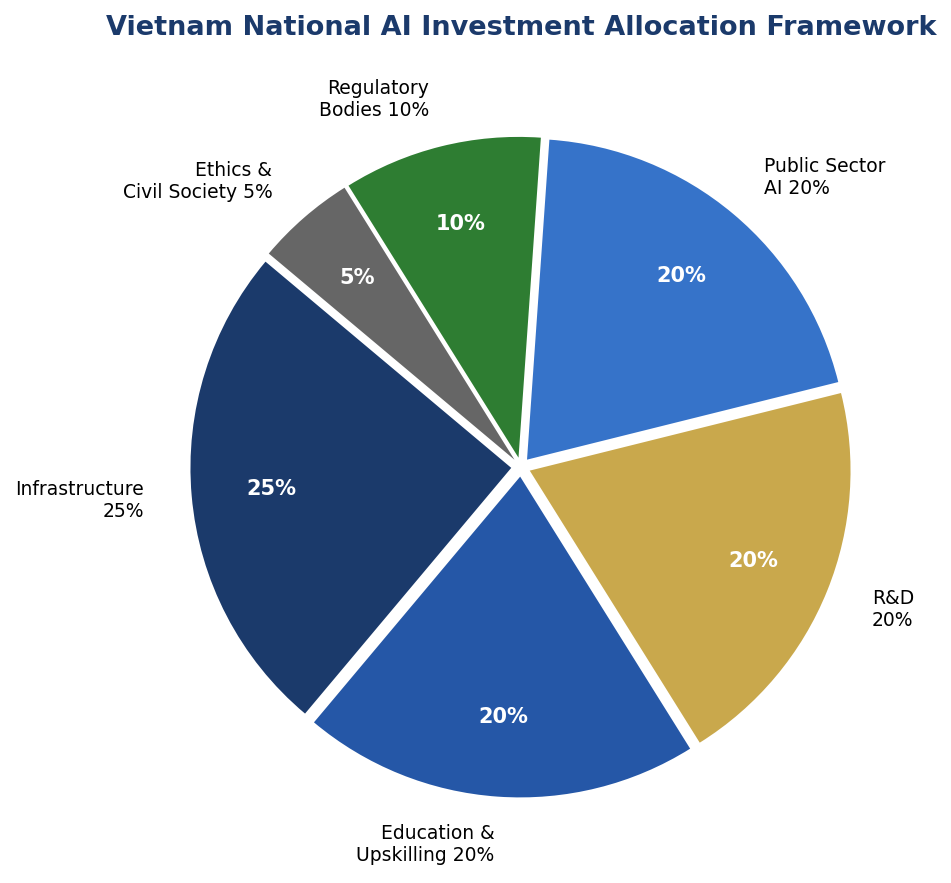 Vietnam National AI Investment Allocation Framework
Regulatory
Bodies 10%
Ethics &
Civil Society 5%
Public Sector
AI 20%
10%
5%
20%
Infrastructure
25%
25%
20%
R&D
20%
20%
Education &
Upskilling 20%